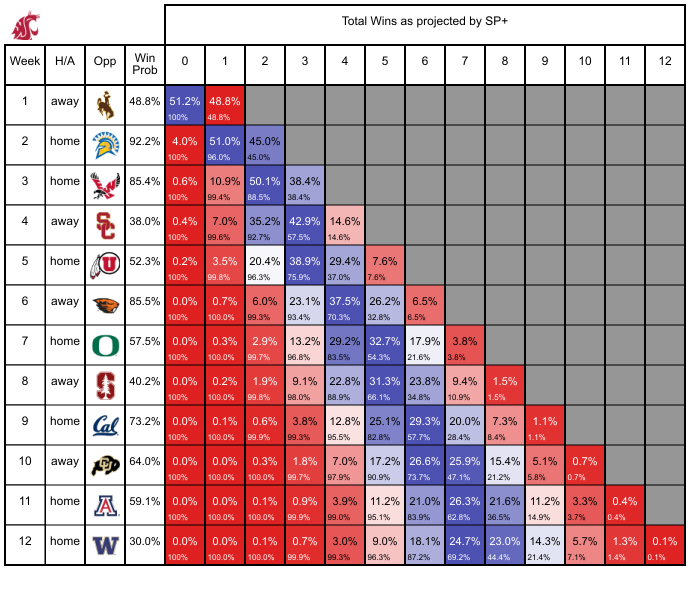 Total Wins as projected by SP+
Week H/A Opp Win Prob 0 1 2 3 4 5 6 7 8 9 10 11 12
1 away 48.8% 51.2% 48.8%
100% 48.8%
2 home 92.2% 4.0% 51.0% 45.0%
100% 96.0% 45.0%
3 home 85.4% 0.6% 10.9% 50.1% 38.4%
100% 99.4% 88.5% 38.4%
4 away SC 38.0% 0.4% 7.0% 35.2% 42.9% 14.6%
100% 99.6% 92.7% 57.5% 14.6%
5 home U 52.3% 0.2% 3.5% 20.4% 38.9% 29.4% 7.6%
100% 99.8% 96.3% 75.9% 37.0% 7.6%
6 away 85.5% 0.0% 0.7% 6.0% 23.1% 37.5% 26.2% 6.5%
100% 100.0% 99.3% 93.4% 70.3% 32.8% 6.5%
7 home O 57.5% 0.0% 0.3% 2.9% 13.2% 29.2% 32.7% 17.9% 3.8%
100% 100.0% 99.7% 96.8% 83.5% 54.3% 21.6% 3.8%
8 away S 40.2% 0.0% 0.2% 1.9% 9.1% 22.8% 31.3% 23.8% 9.4% 1.5%
100% 100.0% 99.8% 98.0% 88.9% 66.1% 34.8% 10.9% 1.5%
9 home Cal 73.2% 0.0% 0.1% 0.6% 3.8% 12.8% 25.1% 29.3% 20.0% 7.3% 1.1%
100% 100.0% 99.9% 99.3% 95.5% 82.8% 57.7% 28.4% 8.4% 1.1%
10 away CU 64.0% 0.0% 0.0% 0.3% 1.8% 7.0% 17.2% 26.6% 25.9% 15.4% 5.1% 0.7%
100% 100.0% 100.0% 99.7% 97.9% 90.9% 73.7% 47.1% 21.2% 5.8% 0.7%
11 home A 59.1% 0.0% 0.0% 0.1% 0.9% 3.9% 11.2% 21.0% 26.3% 21.6% 11.2% 3.3% 0.4%
100% 100.0% 100.0% 99.9% 99.0% 95.1% 83.9% 62.8% 36.5% 14.9% 3.7% 0.4%
12 home W 30.0% 0.0% 0.0% 0.1% 0.7% 3.0% 9.0% 18.1% 24.7% 23.0% 14.3% 5.7% 1.3% 0.1%
100% 100.0% 100.0% 99.9% 99.3% 96.3% 87.2% 69.2% 44.4% 21.4% 7.1% 1.4% 0.1%